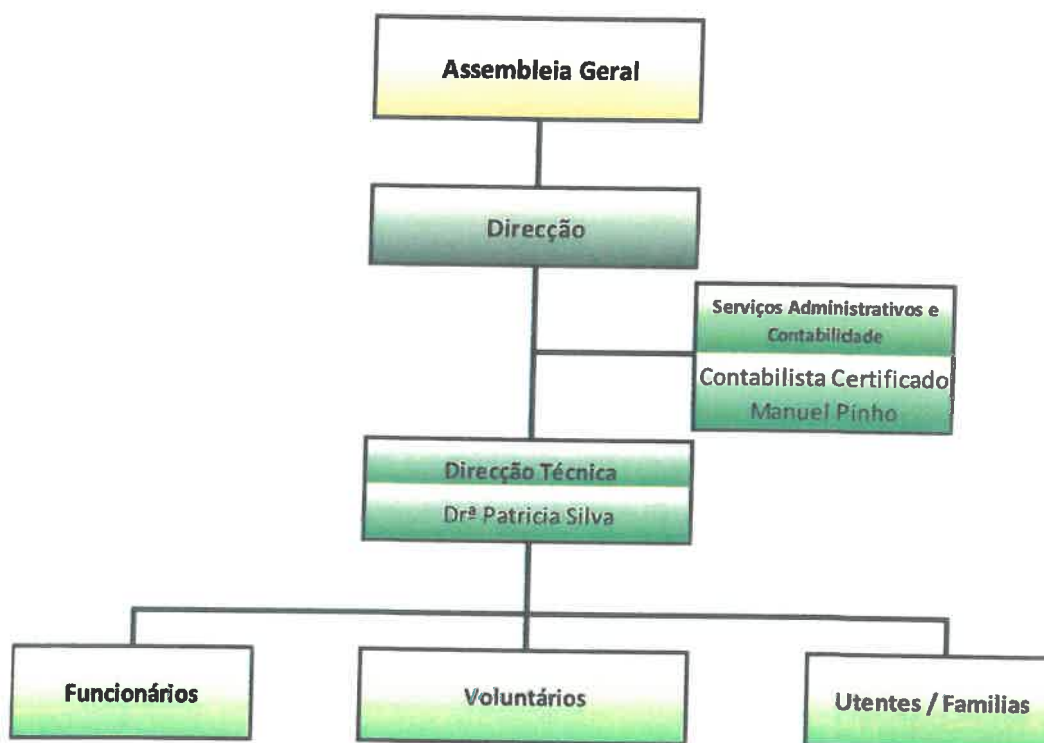 Assembleia Geral
Direcção
Serviços Administrativos e
Contabilidade
Contabilista Certificado
Manuel Pinho
Direcção Técnica
Drª Patricia Silva
Funcionários
Voluntários
Utentes / Familias